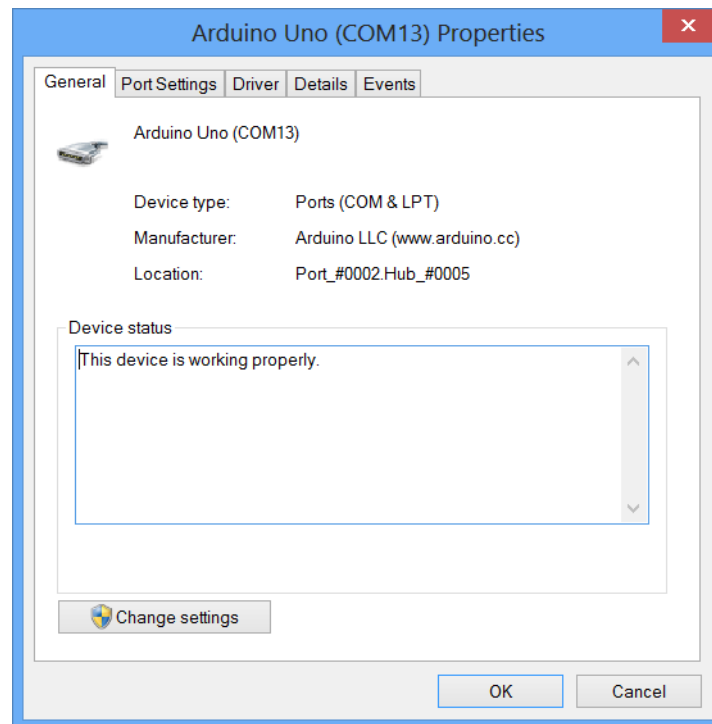 Arduino Uno (COM13) Properties
General Port Settings Driver Details Events
Arduino Uno (COM13)
Device type: Ports (COM & LPT)
Manufacturer: Arduino LLC (www.arduino.cc)
Location: Port_#0002.Hub_#0005
Device status
This device is working properly.
Change settings
OK Cancel